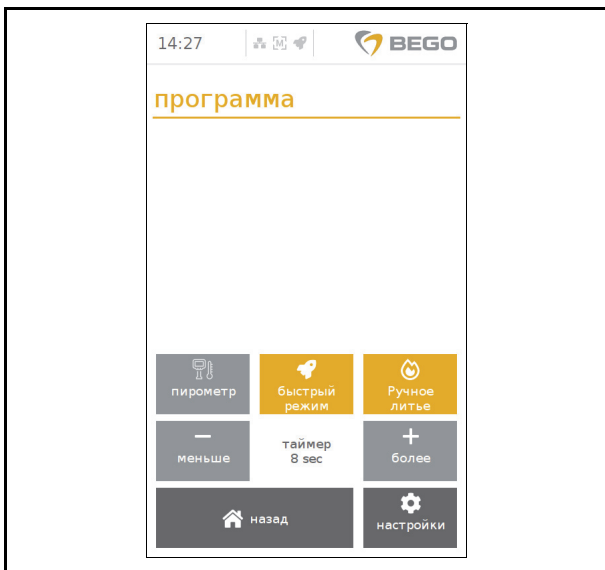 14:27 M BEGO
программа
пирометр
быстрый
режим
Ручное
литье
меньше
таймер
8 sec
более
назад
настройки